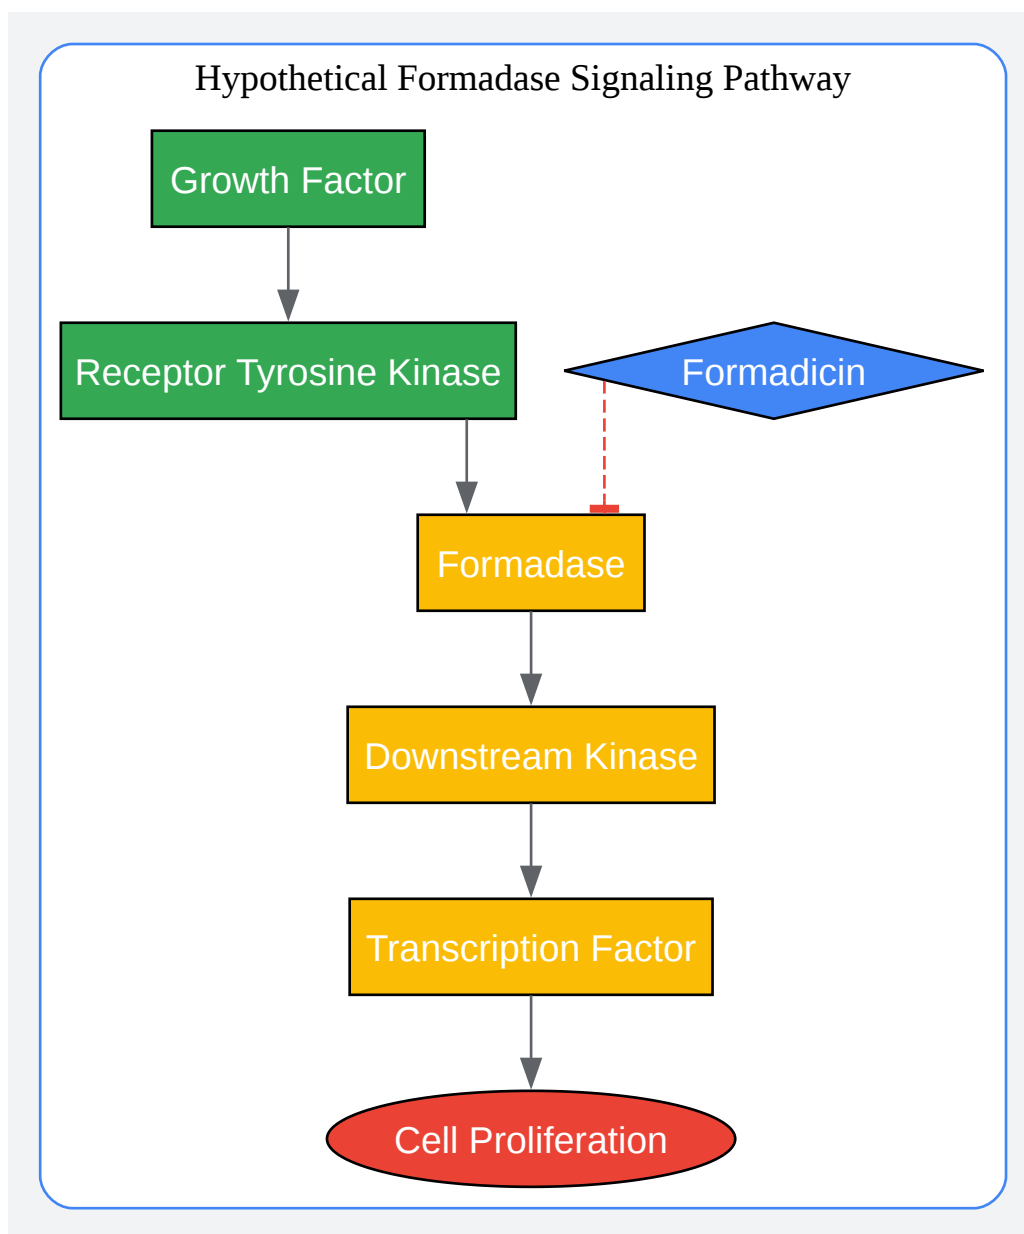 Hypothetical Formadase Signaling Pathway
Growth Factor
Receptor Tyrosine Kinase
Formadicin
Formadase
Downstream Kinase
Transcription Factor
Cell Proliferation